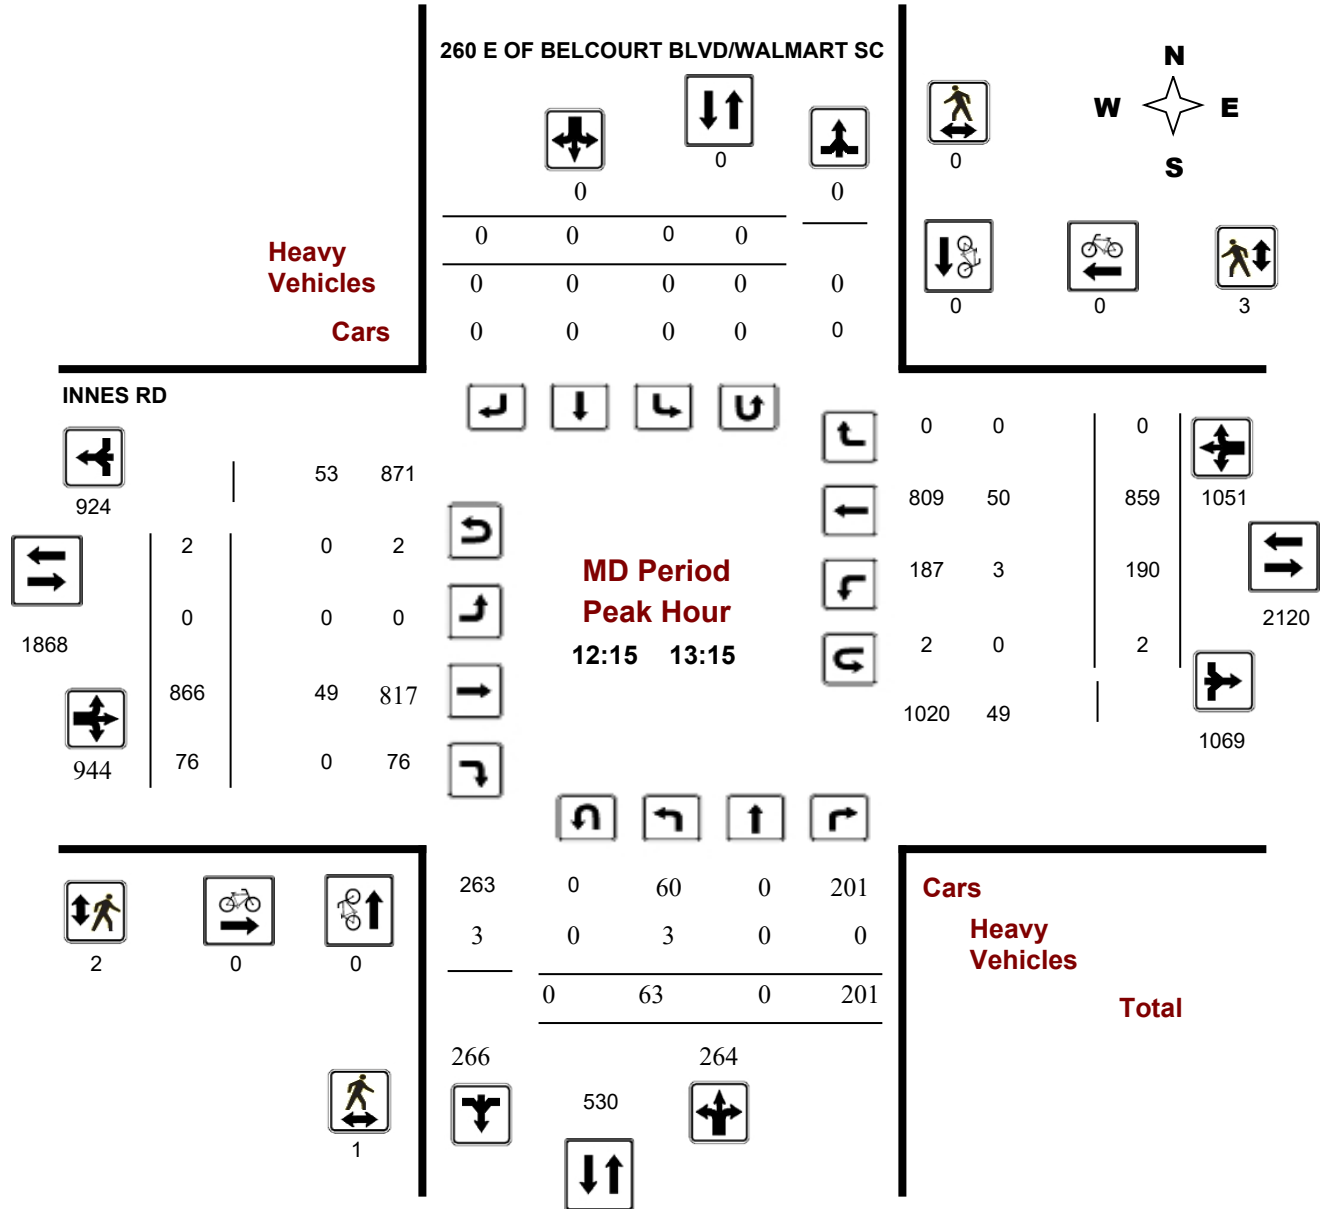 260 E OF BELCOURT BLVD/WALMART SC
N
W E
S
0
0
0 0
0 0 0 0
Heavy
Vehicles
0 0 0 0 0
Cars
0 0 0 0 0
0 0 3
INNES RD
924
53 871
2 0 2
0 0 0
1868
866 49 817
944
76 0 76
MD Period
Peak Hour
12:15 13:15
0 0 0
809 50 859 1051
187 3 190
2120
2 0 2
1020 49
1069
263 0 60 0 201
3 0 3 0 0
0 63 0 201
266 264
530
Cars
Heavy
Vehicles
Total
2 0 0
1